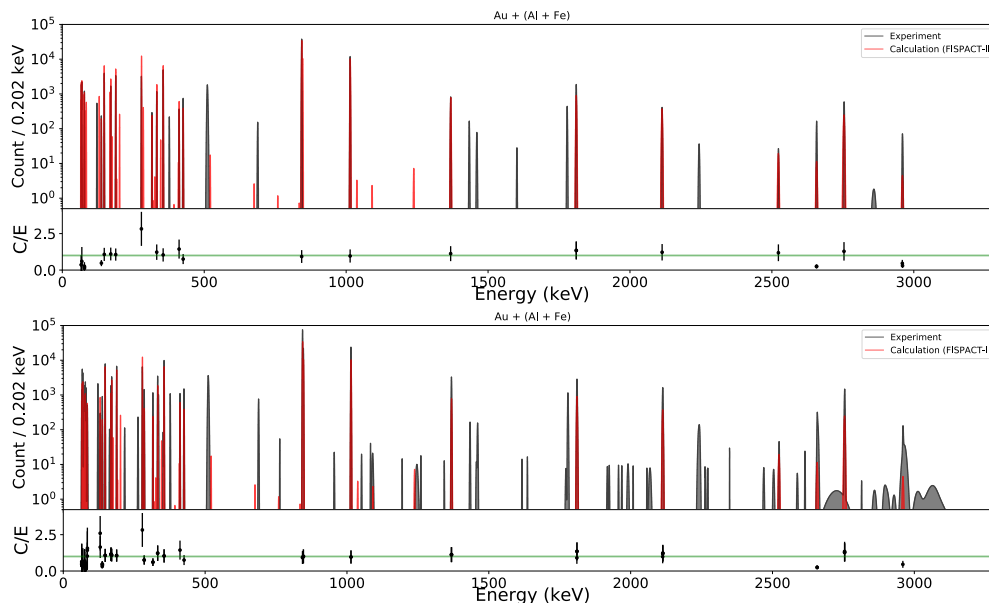 Au + (Al + Fe)
Count / 0.202 keV
10^5
10^4
10^3
10^2
10^1
10^0
Experiment
Calculation (FISPACT-II
C/E
2.5
0.0
0 500 1000 1500 2000 2500 3000
Energy (keV)
Au + (Al + Fe)
Count / 0.202 keV
10^5
10^4
10^3
10^2
10^1
10^0
Experiment
Calculation (FISPACT-I
C/E
2.5
0.0
0 500 1000 1500 2000 2500 3000
Energy (keV)